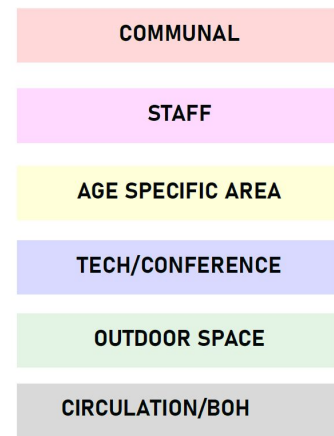 COMMUNAL
STAFF
AGE SPECIFIC AREA
TECH/CONFERENCE
OUTDOOR SPACE
CIRCULATION/BOH